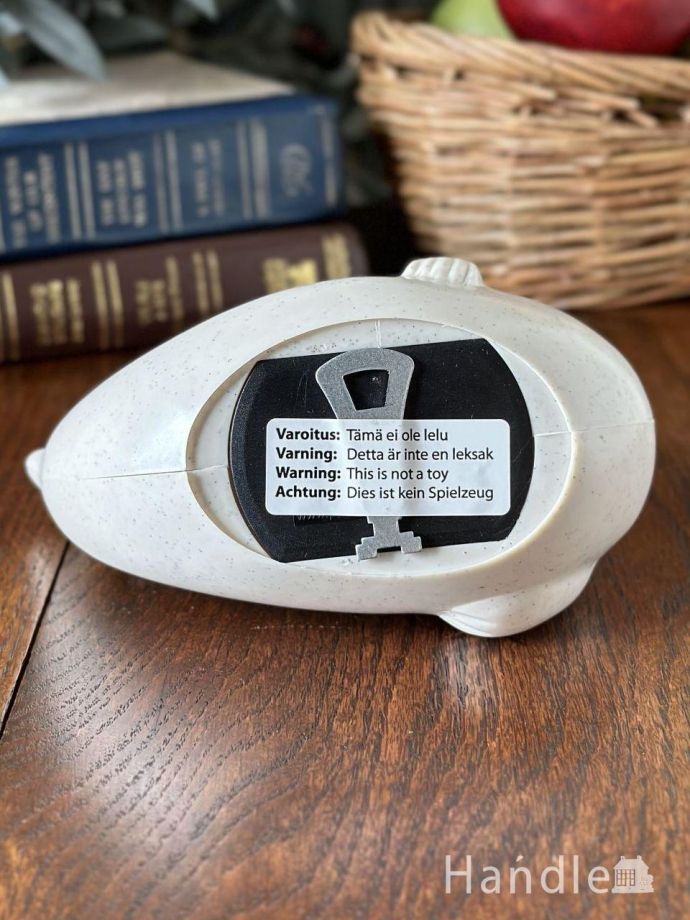 Varoitus: Tämä ei ole lelu
Varning: Detta är inte en leksak
Warning: This is not a toy
Achtung: Dies ist kein Spielzeug
Handle